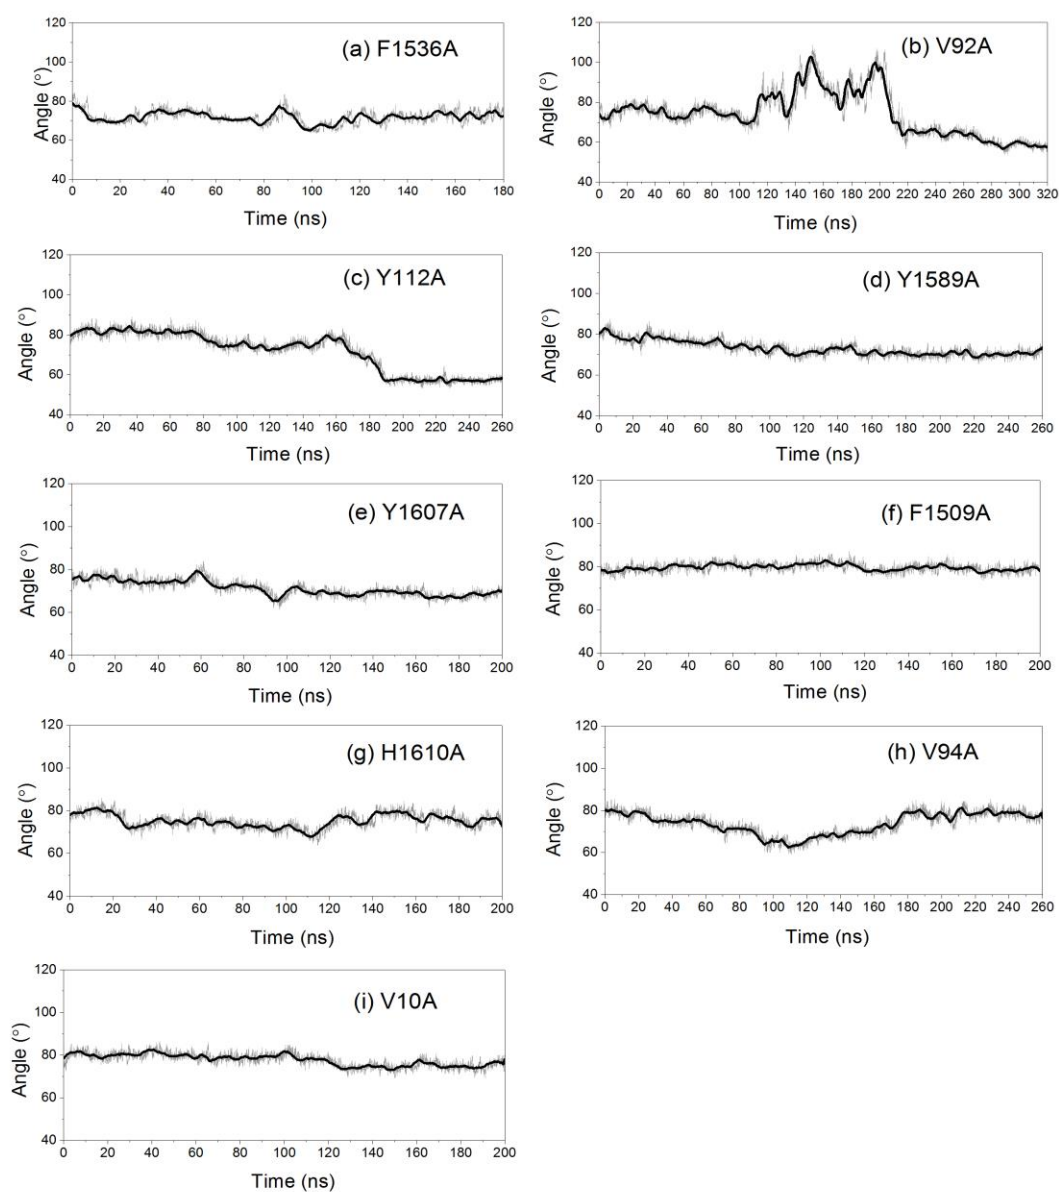 (a) F1536A
Angle (°)
120
100
80
60
40
0 20 40 60 80 100 120 140 160 180
Time (ns)
(b) V92A
Angle (°)
120
100
80
60
40
0 20 40 60 80 100 120 140 160 180 200 220 240 260 280 300 320
Time (ns)
(c) Y112A
Angle (°)
120
100
80
60
40
0 20 40 60 80 100 120 140 160 180 200 220 240 260
Time (ns)
(d) Y1589A
Angle (°)
120
100
80
60
40
0 20 40 60 80 100 120 140 160 180 200 220 240 260
Time (ns)
(e) Y1607A
Angle (°)
120
100
80
60
40
0 20 40 60 80 100 120 140 160 180 200
Time (ns)
(f) F1509A
Angle (°)
120
100
80
60
40
0 20 40 60 80 100 120 140 160 180 200
Time (ns)
(g) H1610A
Angle (°)
120
100
80
60
40
0 20 40 60 80 100 120 140 160 180 200
Time (ns)
(h) V94A
Angle (°)
120
100
80
60
40
0 20 40 60 80 100 120 140 160 180 200 220 240 260
Time (ns)
(i) V10A
Angle (°)
120
100
80
60
40
0 20 40 60 80 100 120 140 160 180 200
Time (ns)